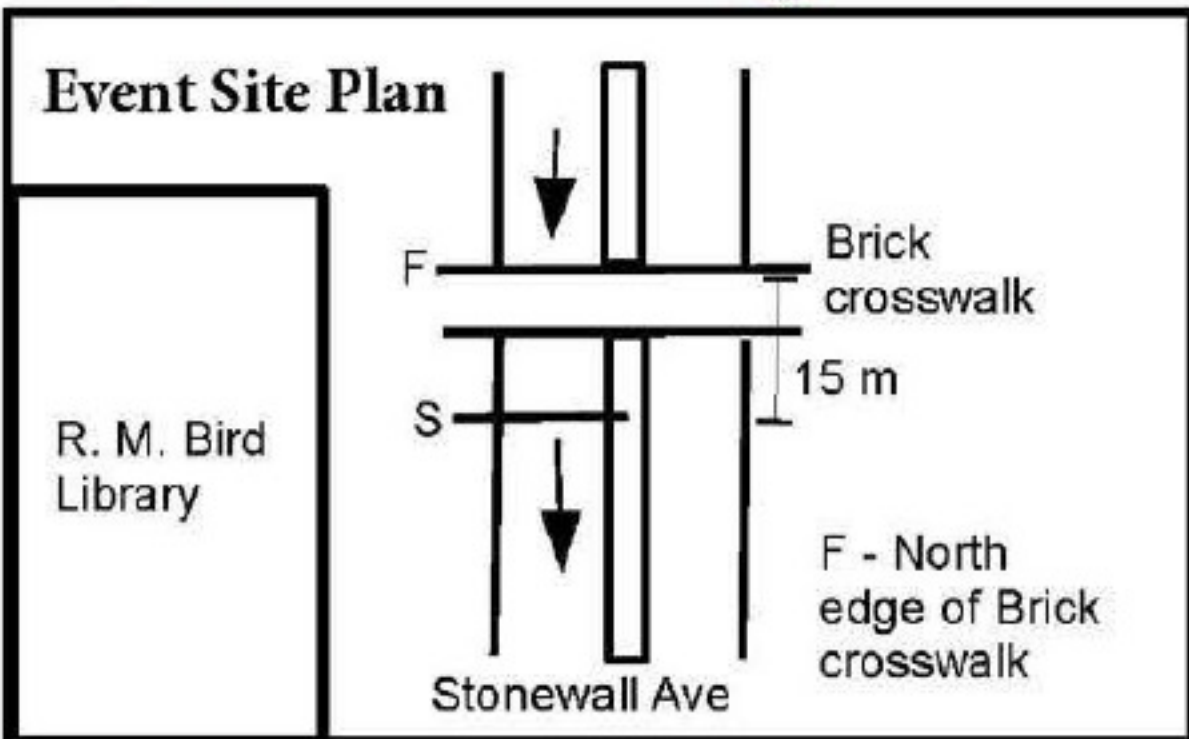 Event Site Plan
F
Brick
crosswalk
15 m
S
R. M. Bird
Library
F - North
edge of Brick
crosswalk
Stonewall Ave